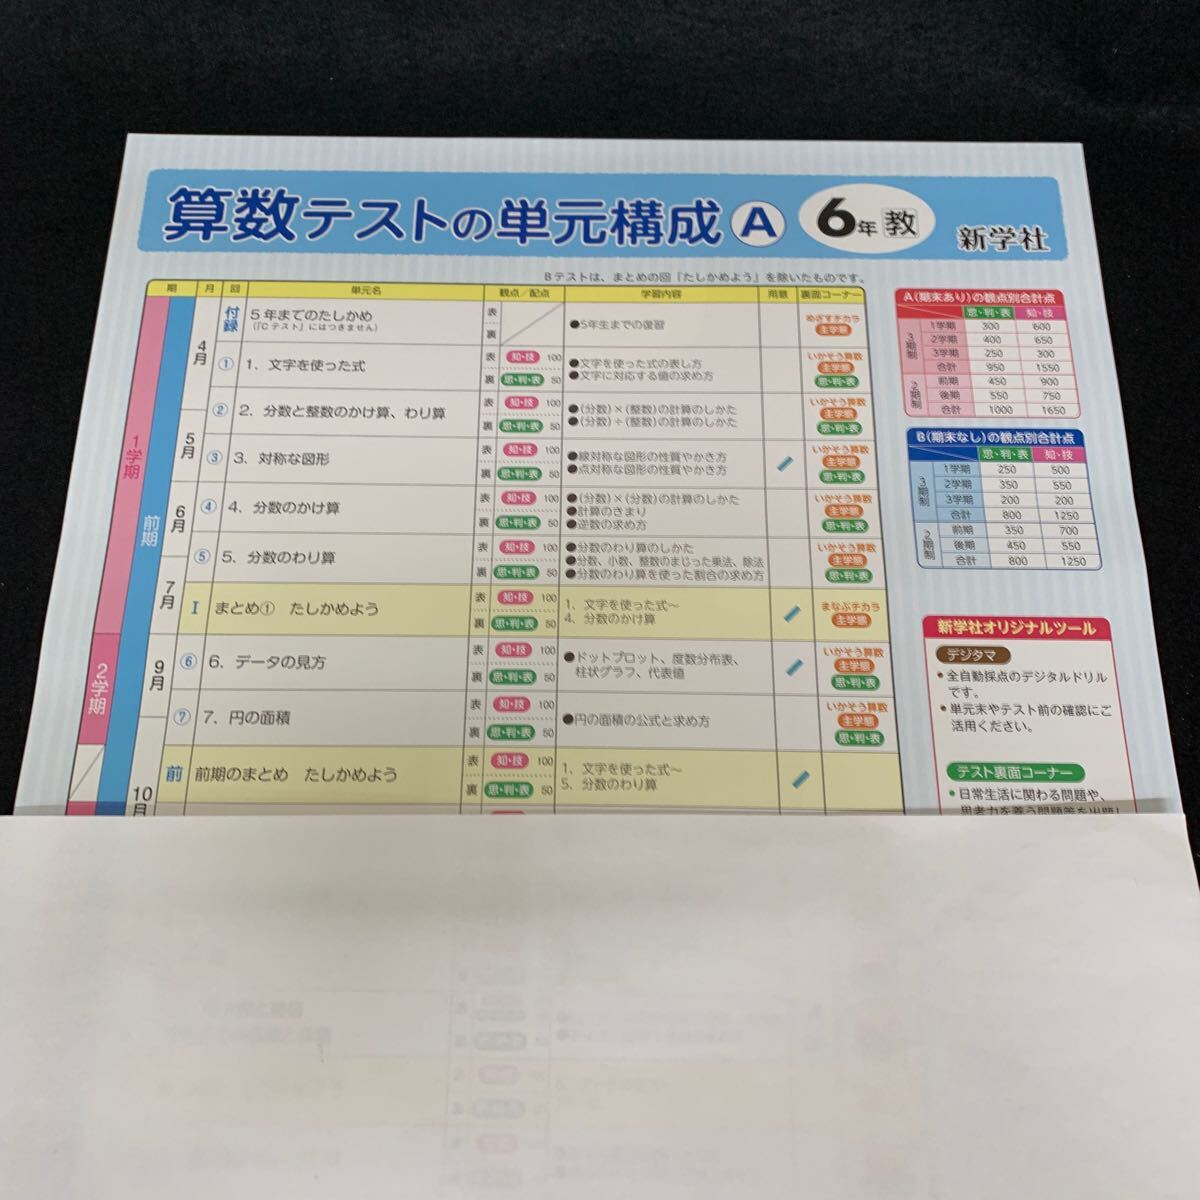 算数テストの単元構成 A 6年 教 新学社
Bテストは、まとめの回「たしかめよう」を除いたものです。
期 月 回 単元名 観点/配点 学習内容 用意 裏面コーナー
1学期
2学期
前期
4月
5月
6月
7月
9月
10月
付録 5年までのたしかめ
(「Cテスト」にはつきません)
表
裏
●5年生までの復習
めざすチカラ
主学態
① 1. 文字を使った式
表 知・技 100
裏 思・判・表 50
●文字を使った式の表し方
●文字に対応する値の求め方
いかそう算数
主学態
思・判・表
② 2. 分数と整数のかけ算、わり算
表 知・技 100
裏 思・判・表 50
●(分数)×(整数)の計算のしかた
●(分数)÷(整数)の計算のしかた
いかそう算数
主学態
思・判・表
③ 3. 対称な図形
表 知・技 100
裏 思・判・表 50
●線対称な図形の性質やかき方
●点対称な図形の性質やかき方
いかそう算数
主学態
思・判・表
④ 4. 分数のかけ算
表 知・技 100
裏 思・判・表 50
●(分数)×(分数)の計算のしかた
●計算のきまり
●逆数の求め方
いかそう算数
主学態
思・判・表
⑤ 5. 分数のわり算
表 知・技 100
裏 思・判・表 50
●分数のわり算のしかた
●分数、小数、整数のまじった乗法、除法
●分数のわり算を使った割合の求め方
いかそう算数
主学態
思・判・表
I まとめ① たしかめよう
表 知・技 100
裏 思・判・表 50
1. 文字を使った式〜
4. 分数のかけ算
まなぶチカラ
主学態
⑥ 6. データの見方
表 知・技 100
裏 思・判・表 50
●ドットプロット、度数分布表、
柱状グラフ、代表値
いかそう算数
主学態
思・判・表
⑦ 7. 円の面積
表 知・技 100
裏 思・判・表 50
●円の面積の公式と求め方
いかそう算数
主学態
思・判・表
前 前期のまとめ たしかめよう
表 知・技 100
裏 思・判・表 50
1. 文字を使った式〜
5. 分数のわり算
A(期末あり)の観点別合計点
思・判・表 知・技
3期制
1学期 300 600
2学期 400 650
3学期 250 300
合計 950 1550
2期制
前期 450 900
後期 550 750
合計 1000 1650
B(期末なし)の観点別合計点
思・判・表 知・技
3期制
1学期 250 500
2学期 350 550
3学期 200 200
合計 800 1250
2期制
前期 350 700
後期 450 550
合計 800 1250
新学社オリジナルツール
デジタマ
・全自動採点のデジタルドリル
です。
・単元末やテスト前の確認にご
活用ください。
テスト裏面コーナー
・日常生活に関わる問題や、
思考力を養う問題等を出題し